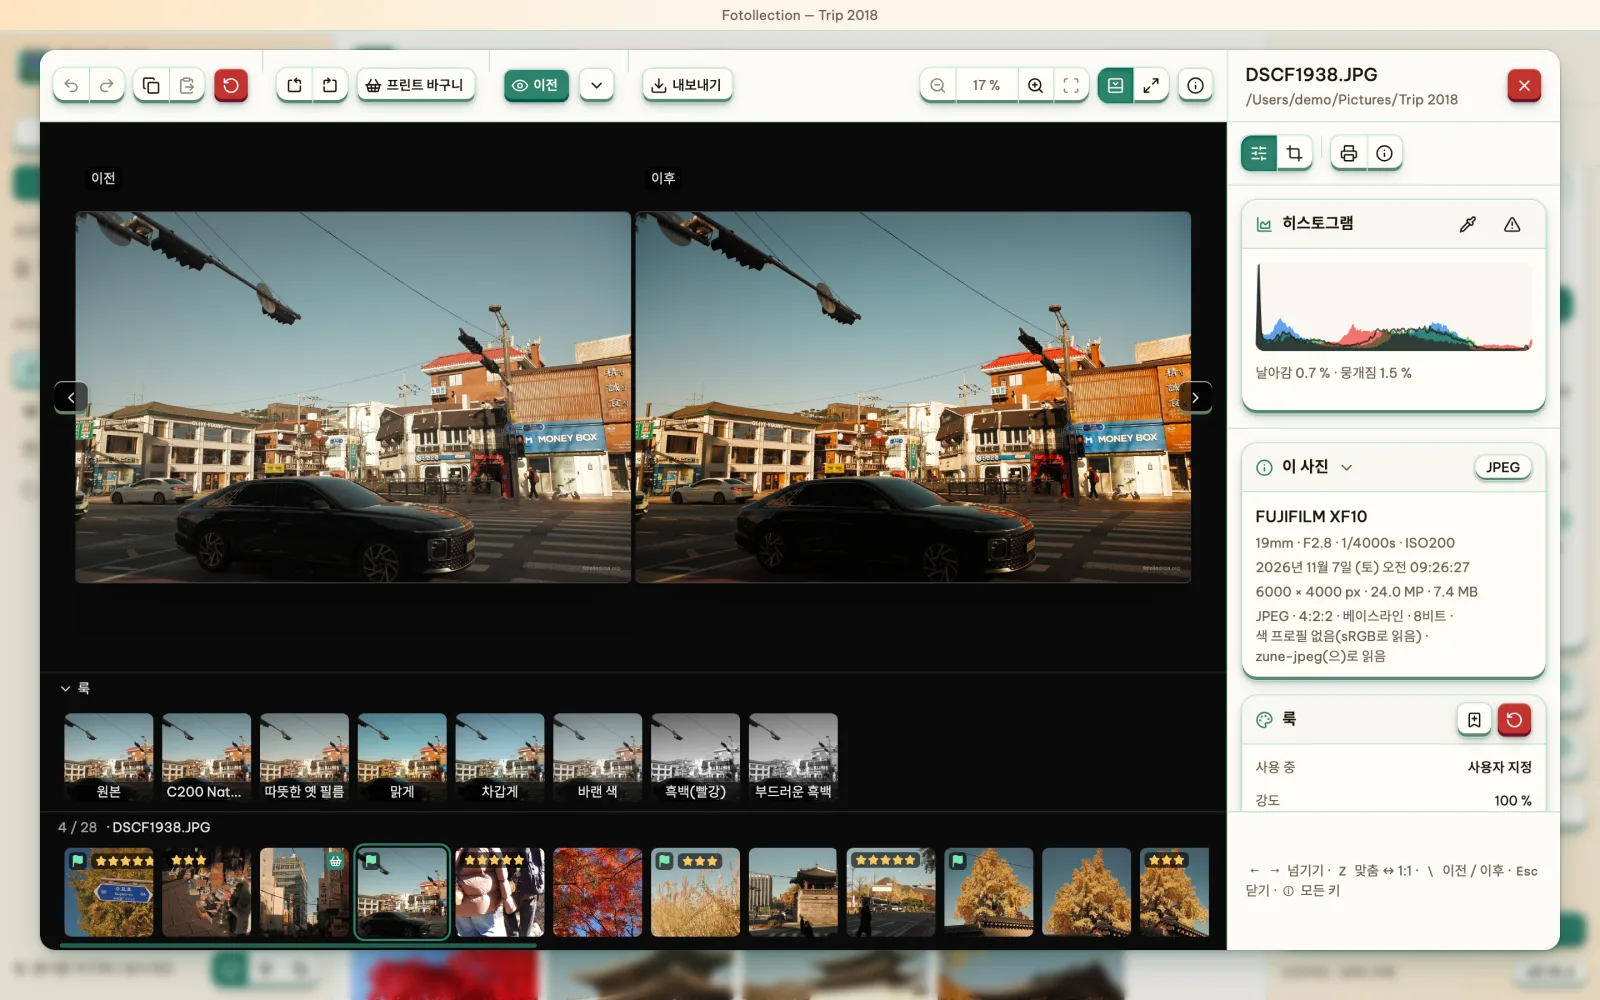 Fotollection — Trip 2018
프린트 바구니
이전
내보내기
17 %
DSCF1938.JPG
/Users/demo/Pictures/Trip 2018
이전
이후
MONEY BOX
MONEY BOX
히스토그램
날아감 0.7 % · 뭉개짐 1.5 %
이 사진
JPEG
FUJIFILM XF10
19mm · F2.8 · 1/4000s · ISO200
2026년 11월 7일 (토) 오전 09:26:27
6000 × 4000 px · 24.0 MP · 7.4 MB
JPEG · 4:2:2 · 베이스라인 · 8비트 ·
색 프로필 없음(sRGB로 읽음) ·
zune-jpeg(으)로 읽음
룩
사용 중
사용자 지정
강도
100 %
룩
원본
C200 Nat...
따뜻한 옛 필름
맑게
차갑게
바랜 색
흑백(빨강)
부드러운 흑백
4 / 28 · DSCF1938.JPG
← → 넘기기 · Z 맞춤 ↔ 1:1 · \ 이전 / 이후 · Esc
닫기 · ⓘ 모든 키